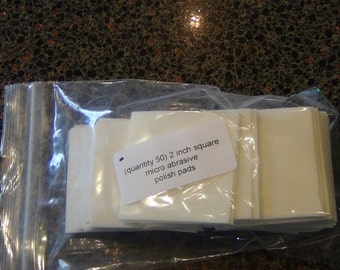 (quantity 50) 2 inch square
micro abrasive
polish pads